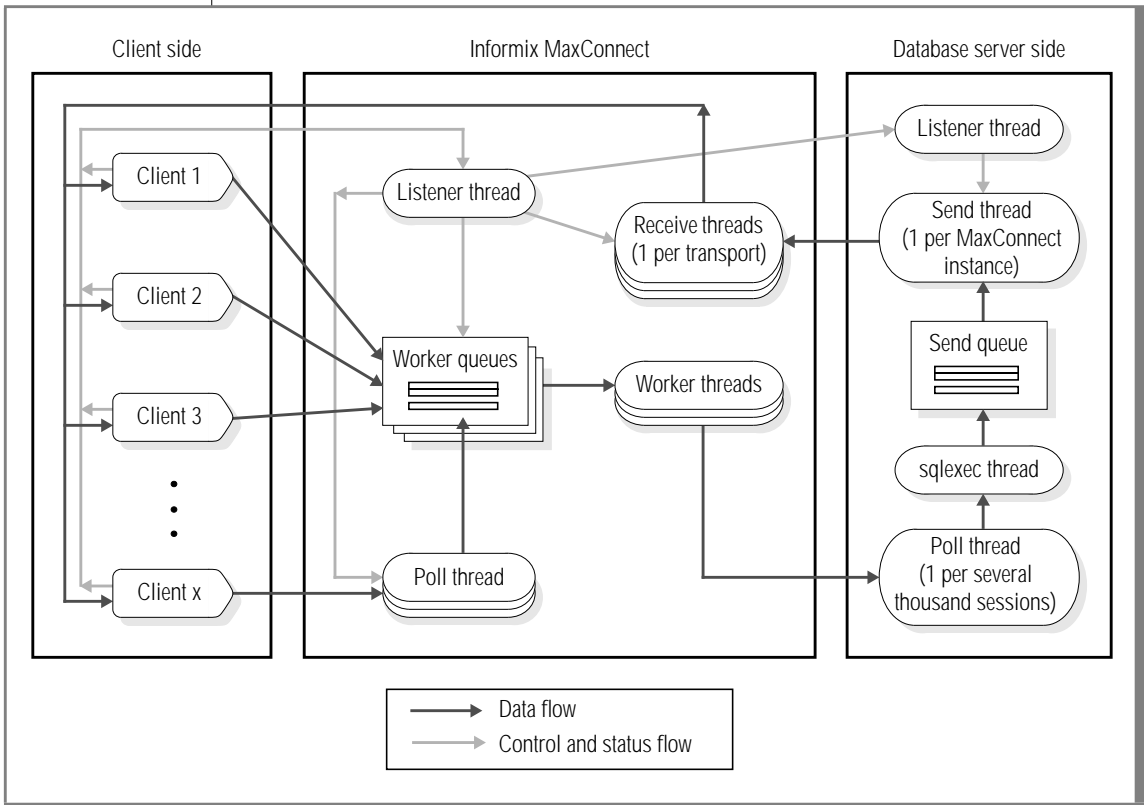 Client side
Informix MaxConnect
Database server side
Client 1
Client 2
Client 3
Client x
Listener thread
Receive threads
(1 per transport)
Worker queues
Worker threads
Poll thread
Listener thread
Send thread
(1 per MaxConnect
instance)
Send queue
sqlexec thread
Poll thread
(1 per several
thousand sessions)
Data flow
Control and status flow